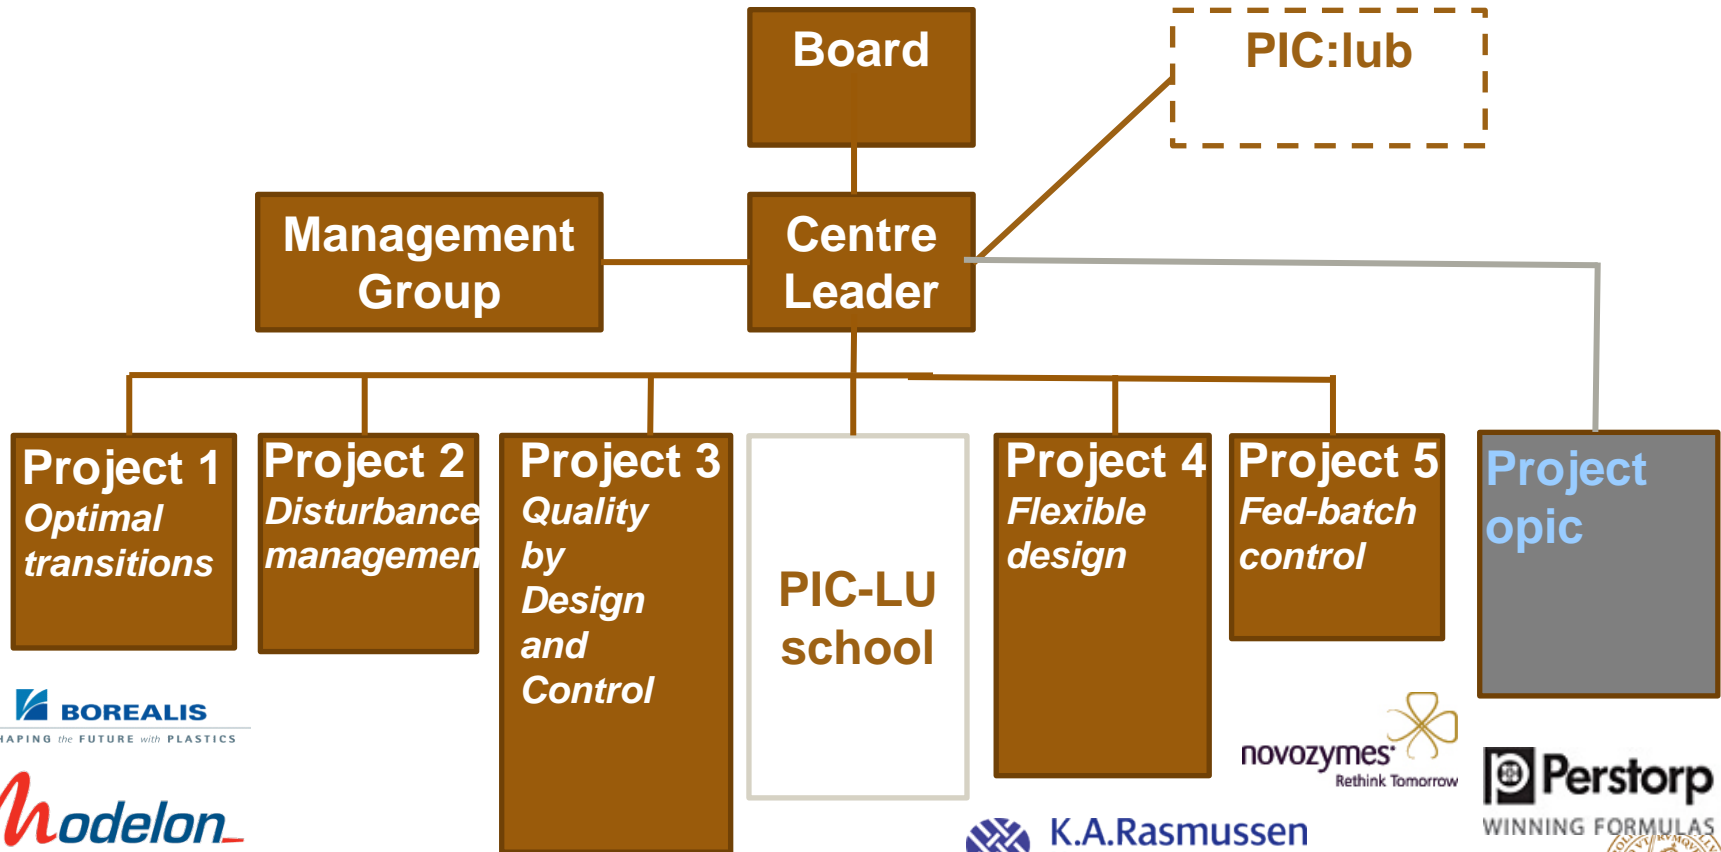 Board
PIC:lub
Management
Group
Centre
Leader
Project 1
Optimal
transitions
Project 2
Disturbance
managemen
Project 3
Quality
by
Design
and
Control
PIC-LU
school
Project 4
Flexible
design
Project 5
Fed-batch
control
Project
opic
BOREALIS
HAPING the FUTURE with PLASTICS
Modelon
novozymes
Rethink Tomorrow
Perstorp
WINNING FORMULAS
K.A.Rasmussen